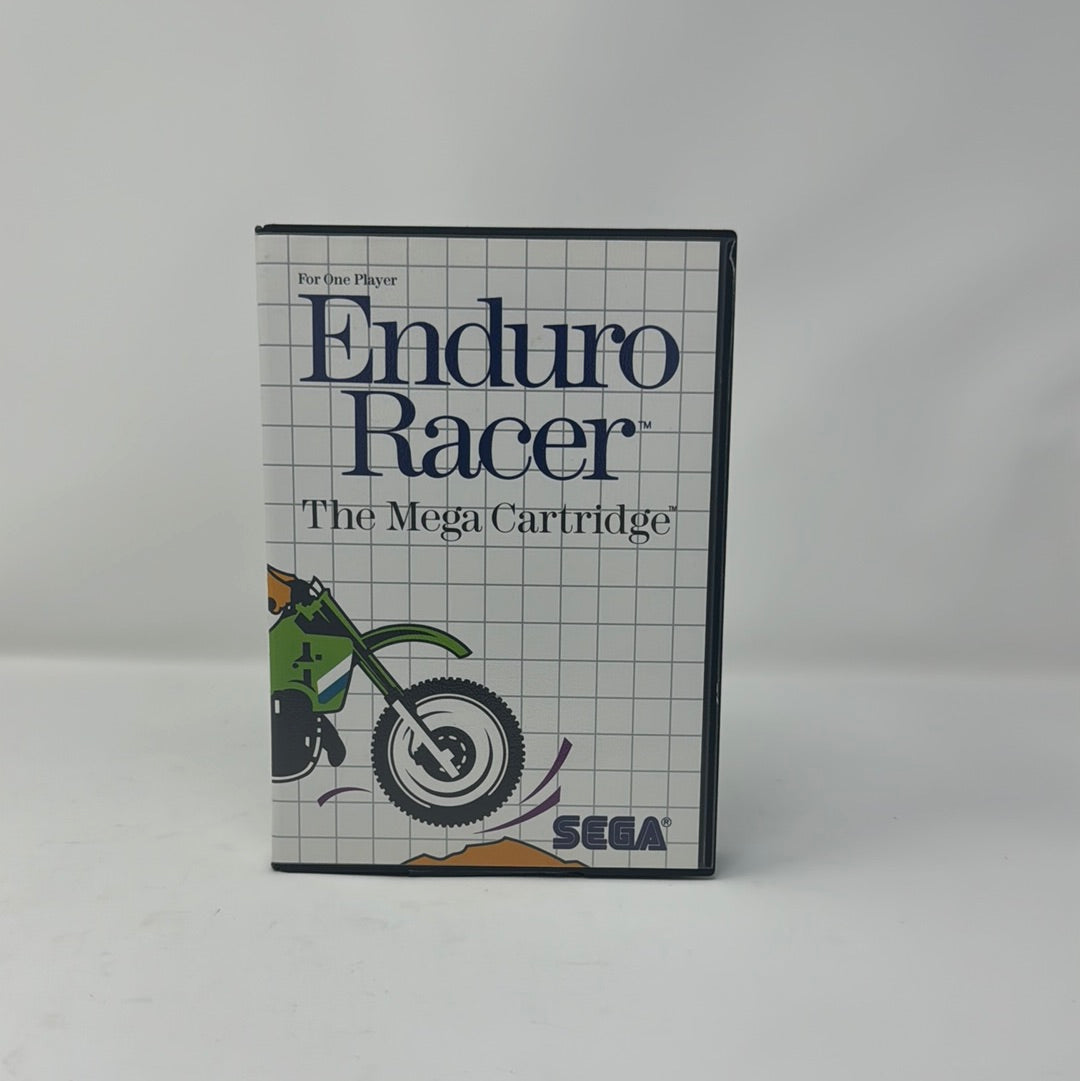 For One Player
Enduro
Racer™
The Mega Cartridge™
SEGA®